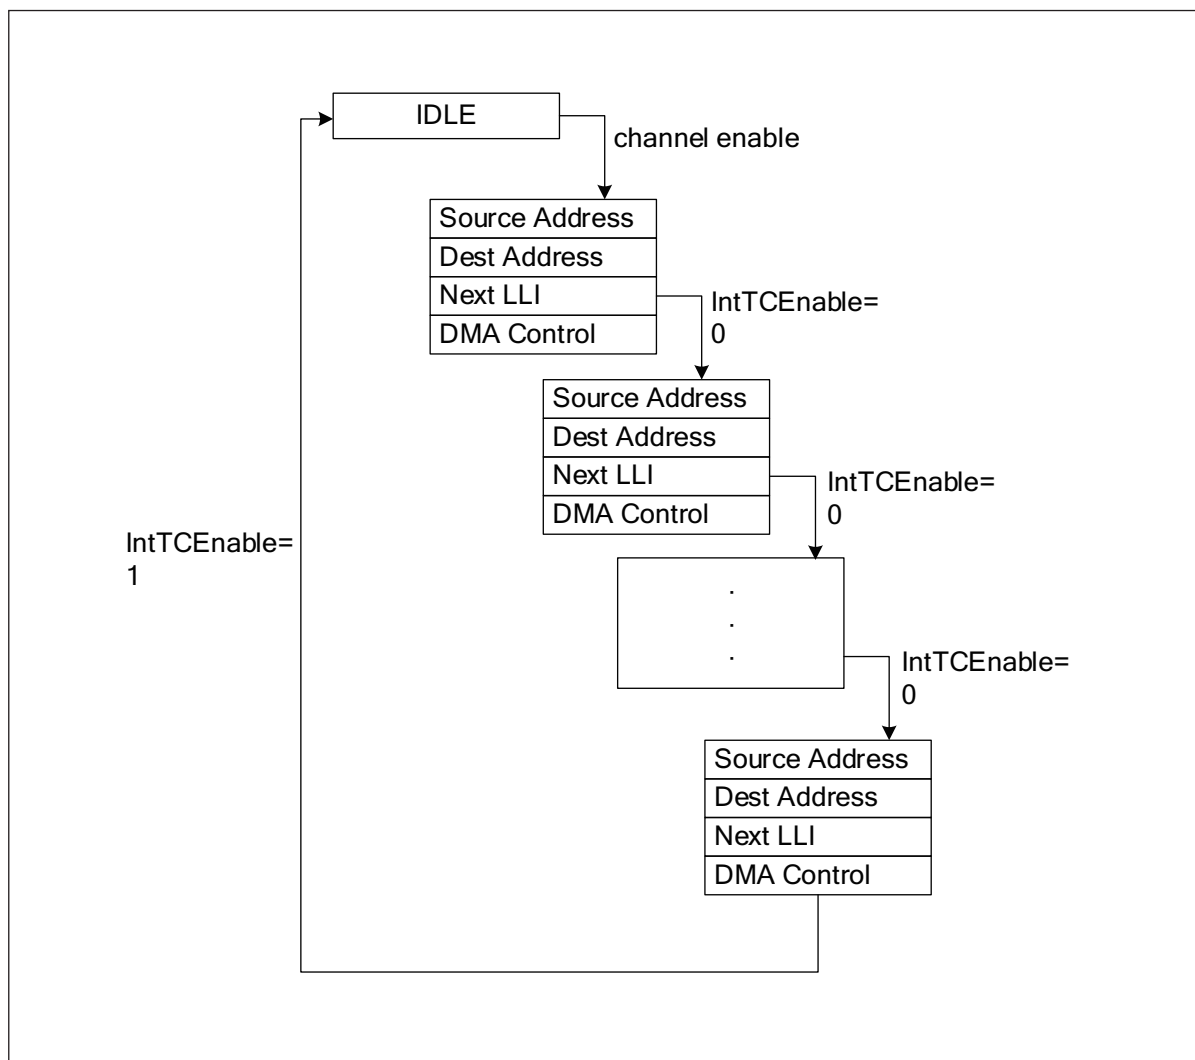 IDLE
channel enable
Source Address
Dest Address
Next LLI
DMA Control
IntTCEnable=
0
Source Address
Dest Address
Next LLI
DMA Control
IntTCEnable=
0
IntTCEnable=
1
.
.
.
IntTCEnable=
0
Source Address
Dest Address
Next LLI
DMA Control